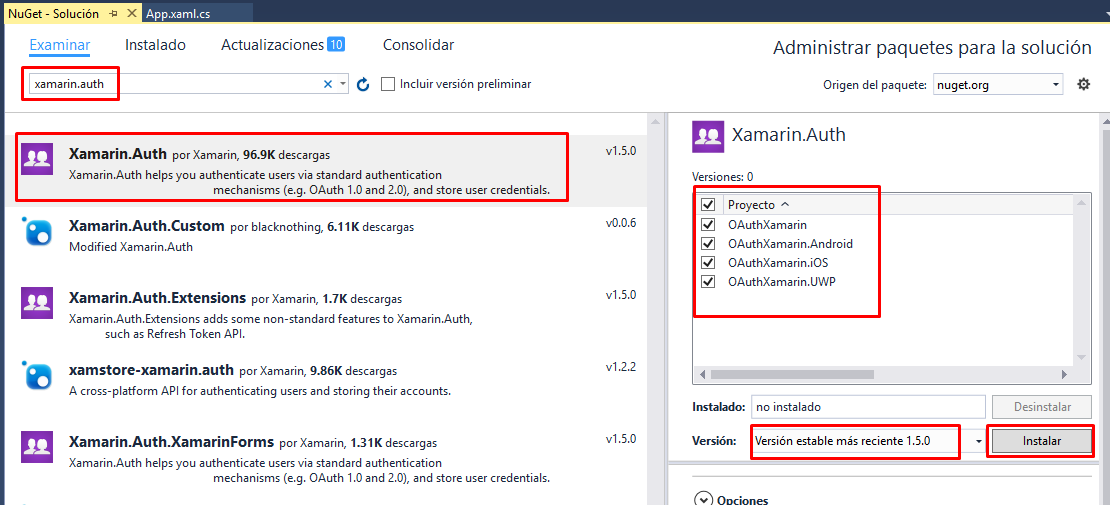 NuGet - Solución
App.xaml.cs
Examinar
Instalado
Actualizaciones 10
Consolidar
Administrar paquetes para la solución
xamarin.auth
Incluir versión preliminar
Origen del paquete: nuget.org
Xamarin.Auth por Xamarin, 96.9K descargas
v1.5.0
Xamarin.Auth helps you authenticate users via standard authentication
mechanisms (e.g. OAuth 1.0 and 2.0), and store user credentials.
Xamarin.Auth.Custom por blacknothing, 6.11K descargas
v0.0.6
Modified Xamarin.Auth
Xamarin.Auth.Extensions por Xamarin, 1.7K descargas
v1.5.0
Xamarin.Auth.Extensions adds some non-standard features to Xamarin.Auth,
such as Refresh Token API.
xamstore-xamarin.auth por Xamarin, 9.86K descargas
v1.2.2
A cross-platform API for authenticating users and storing their accounts.
Xamarin.Auth.XamarinForms por Xamarin, 1.31K descargas
v1.5.0
Xamarin.Auth helps you authenticate users via standard authentication
mechanisms (e.g. OAuth 1.0 and 2.0), and store user credentials.
Xamarin.Auth
Versiones: 0
Proyecto
OAuthXamarin
OAuthXamarin.Android
OAuthXamarin.iOS
OAuthXamarin.UWP
Instalado: no instalado
Desinstalar
Versión: Versión estable más reciente 1.5.0
Instalar
Opciones